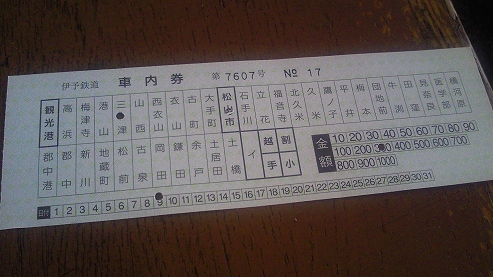 伊予鉄道 車内券 第7607号 No 17
観光港 高浜 梅津寺 港山 三津 山西 西衣山 衣山 古町 大手町 松山市 石手川 立花 福音寺 北久米 久米 鷹ノ子 平井 梅本 牛渕 田窪 見奈良 愛大医学部 横河原
郡中港 郡中 新川 地蔵町 松前 古泉 岡田 鎌田 余戸 土居田 土橋 イ 越手 割小
金額
10 20 30 40 50 60 70 80 90
100 200 300 400 500 600 700
800 900 1000
日付 1 2 3 4 5 6 7 8 9 10 11 12 13 14 15 16 17 18 19 20 21 22 23 24 25 26 27 28 29 30 31